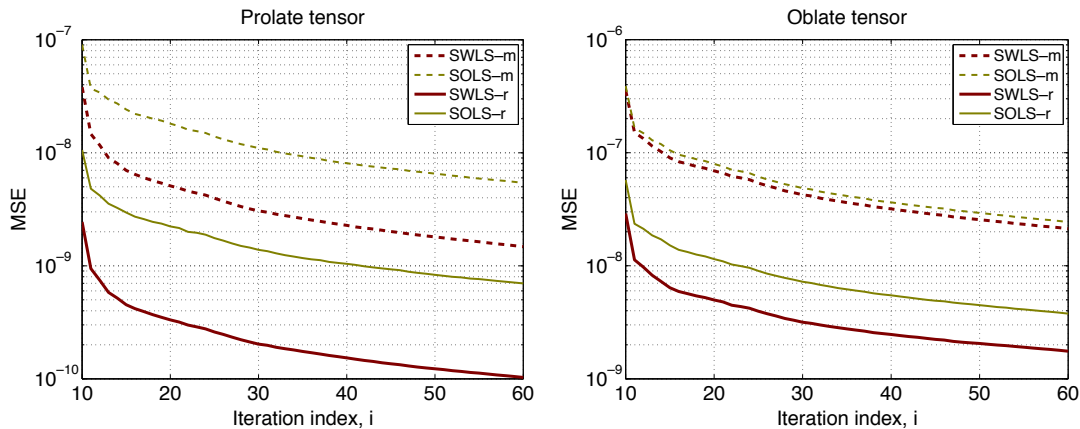 Prolate tensor
10^-7
10^-8
10^-9
10^-10
MSE
10 20 30 40 50 60
Iteration index, i
SWLS–m
SOLS–m
SWLS–r
SOLS–r
Oblate tensor
10^-6
10^-7
10^-8
10^-9
MSE
10 20 30 40 50 60
Iteration index, i
SWLS–m
SOLS–m
SWLS–r
SOLS–r